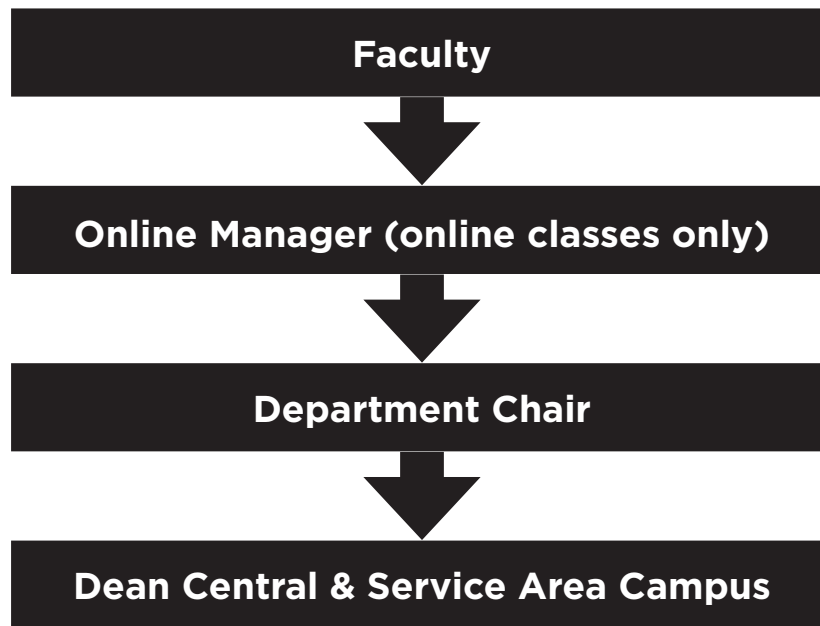 Faculty
Online Manager (online classes only)
Department Chair
Dean Central & Service Area Campus